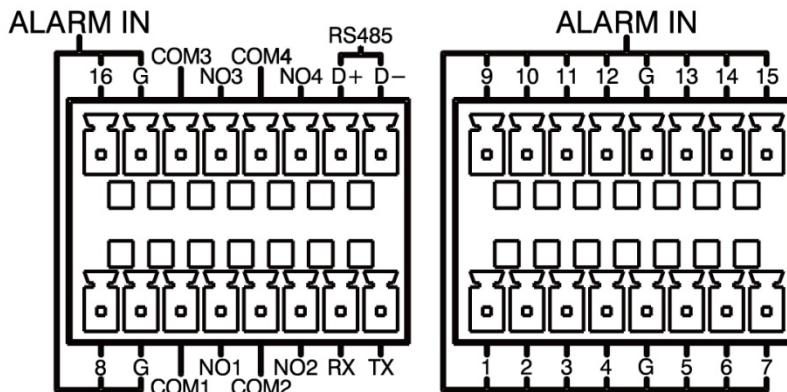 ALARM IN
RS485
COM3 COM4
16 G NO3 NO4 D+ D-
8 G NO1 NO2 RX TX
COM1 COM2
ALARM IN
9 10 11 12 G 13 14 15
1 2 3 4 G 5 6 7